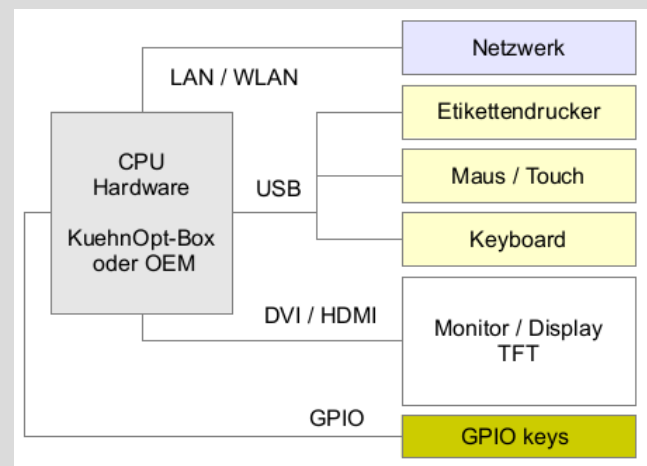 Netzwerk
LAN / WLAN
Etikettendrucker
CPU
Hardware
KuehnOpt-Box
oder OEM
USB
Maus / Touch
Keyboard
DVI / HDMI
Monitor / Display
TFT
GPIO
GPIO keys